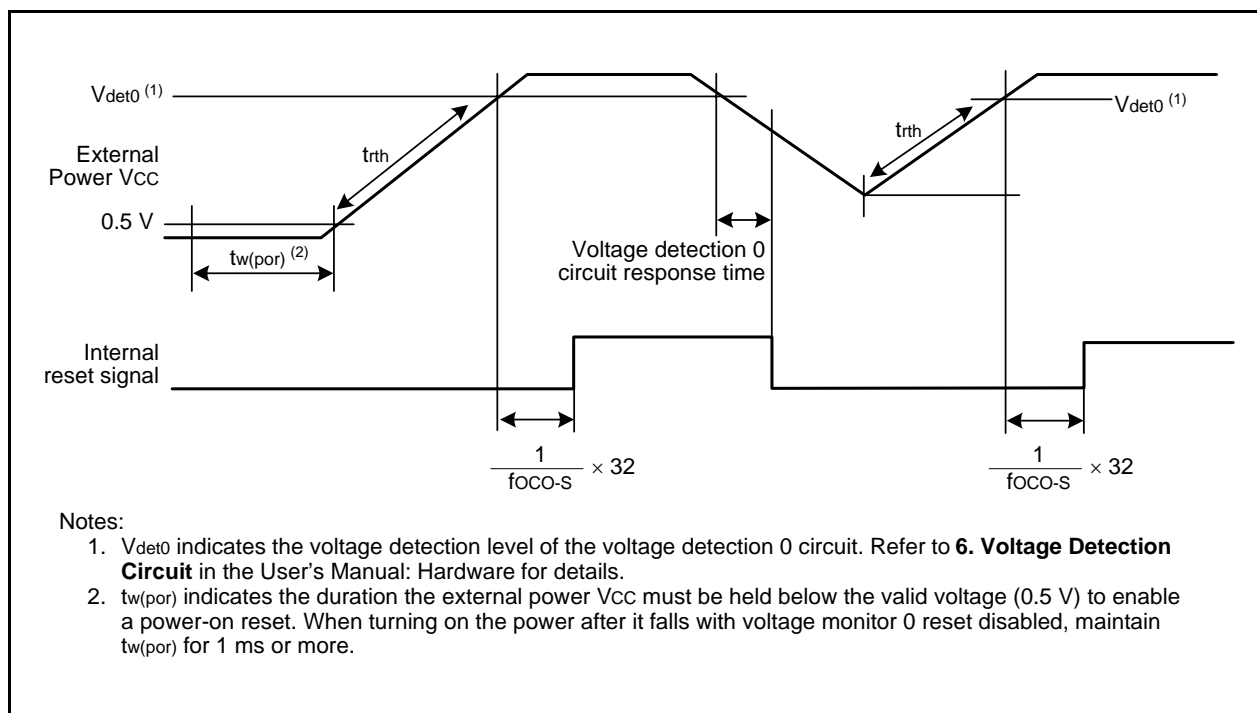 Vdet0 (1)
Vdet0 (1)
trth
trth
External
Power VCC
0.5 V
tw(por) (2)
Voltage detection 0
circuit response time
Internal
reset signal
1
fOCO-S
× 32
1
fOCO-S
× 32
Notes:
1. Vdet0 indicates the voltage detection level of the voltage detection 0 circuit. Refer to 6. Voltage Detection
Circuit in the User's Manual: Hardware for details.
2. tw(por) indicates the duration the external power VCC must be held below the valid voltage (0.5 V) to enable
a power-on reset. When turning on the power after it falls with voltage monitor 0 reset disabled, maintain
tw(por) for 1 ms or more.